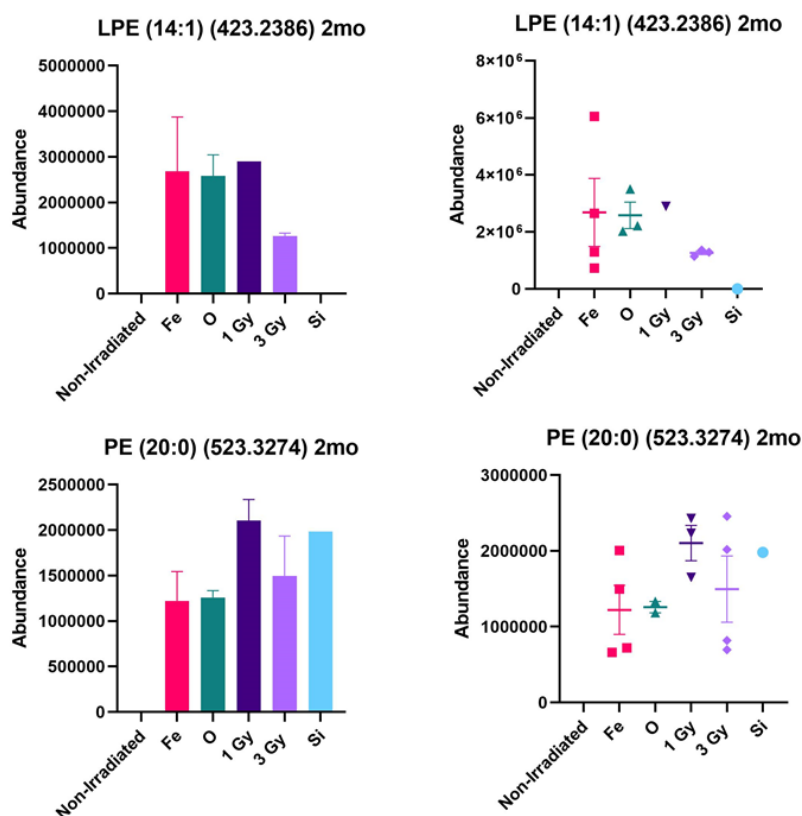 LPE (14:1) (423.2386) 2mo
Abundance
5000000
4000000
3000000
2000000
1000000
0
Non-Irradiated
Fe
O
1 Gy
3 Gy
Si
LPE (14:1) (423.2386) 2mo
Abundance
8×10⁶
6×10⁶
4×10⁶
2×10⁶
0
Non-Irradiated
Fe
O
1 Gy
3 Gy
Si
PE (20:0) (523.3274) 2mo
Abundance
2500000
2000000
1500000
1000000
500000
0
Non-Irradiated
Fe
O
1 Gy
3 Gy
Si
PE (20:0) (523.3274) 2mo
Abundance
3000000
2000000
1000000
0
Non-Irradiated
Fe
O
1 Gy
3 Gy
Si